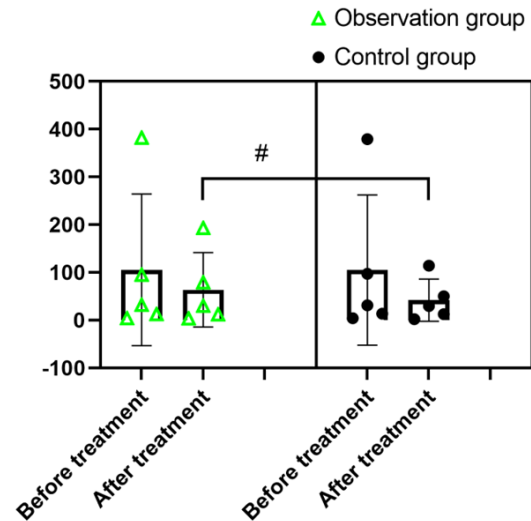 Observation group
Control group
500
400
300
200
100
0
-100
#
Before treatment
After treatment
Before treatment
After treatment